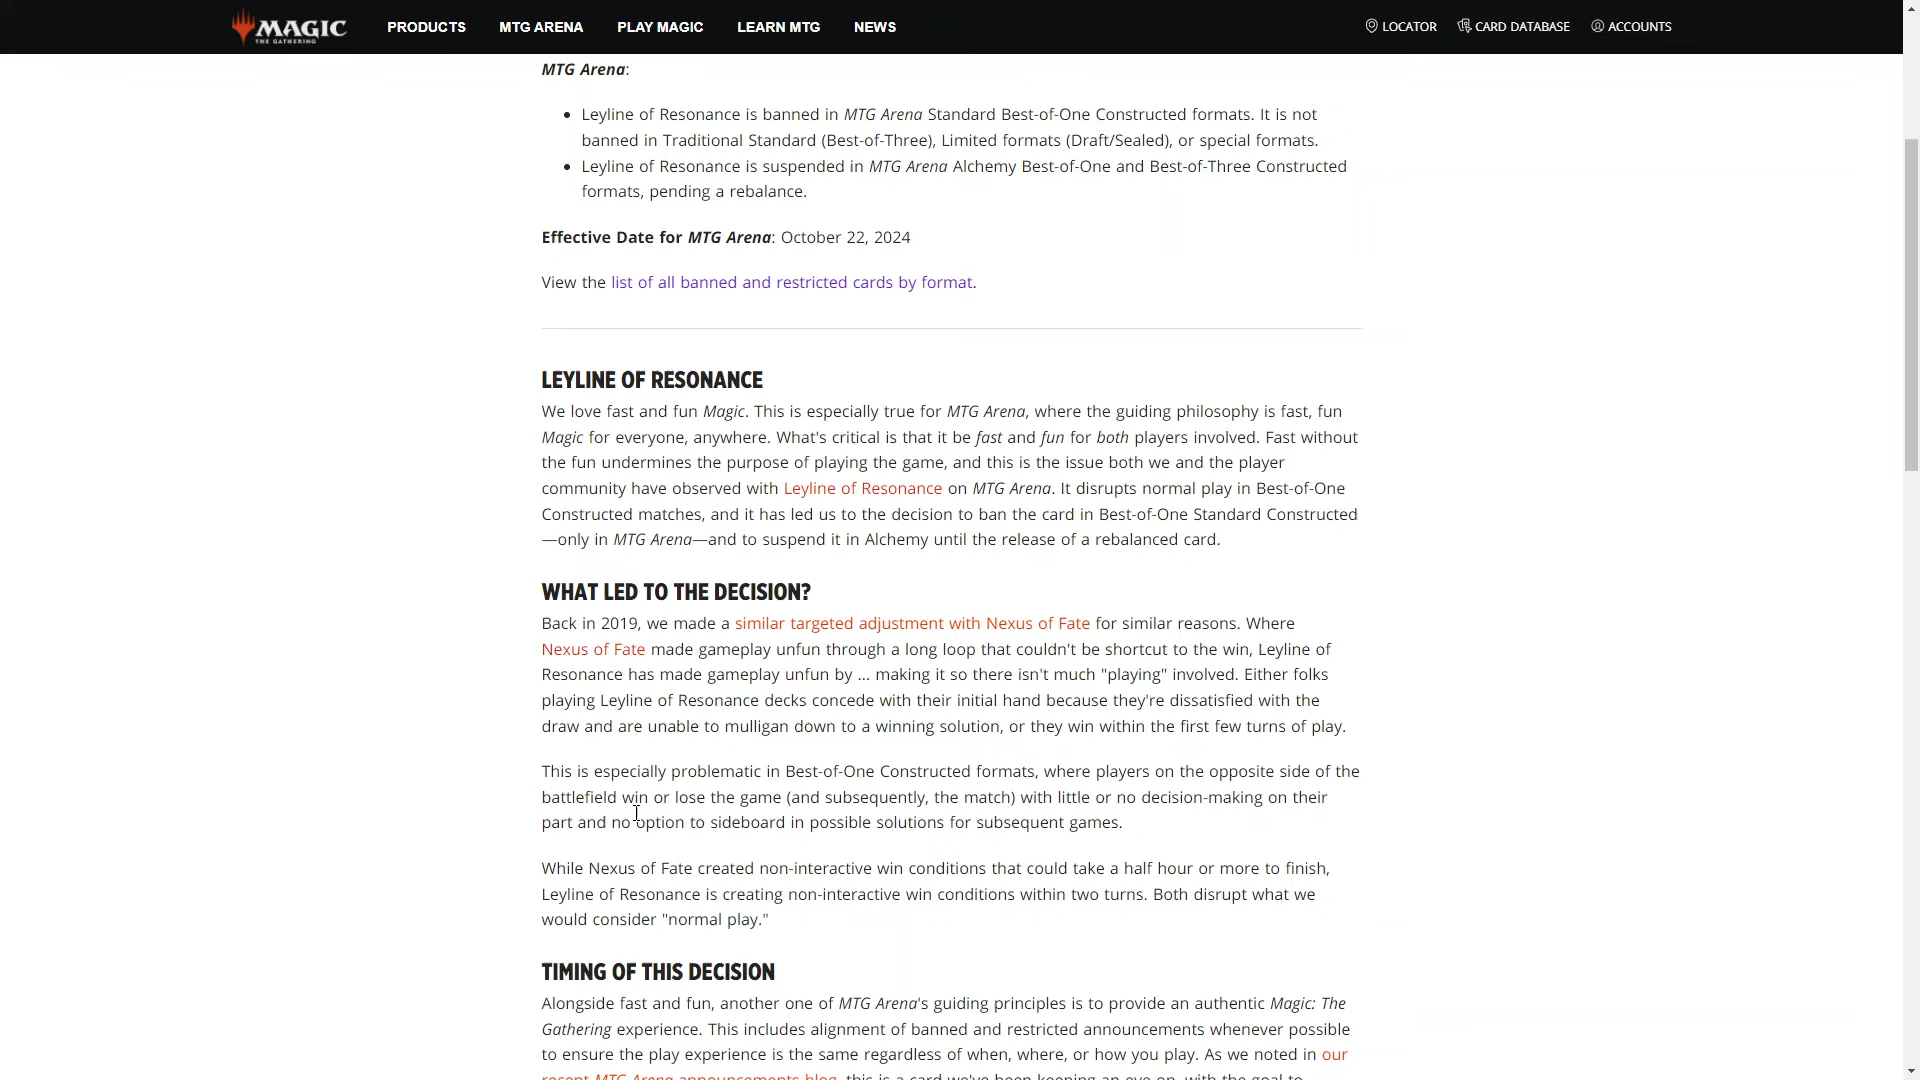 MAGIC
THE GATHERING
PRODUCTS MTG ARENA PLAY MAGIC LEARN MTG NEWS LOCATOR CARD DATABASE ACCOUNTS
MTG Arena:
• Leyline of Resonance is banned in MTG Arena Standard Best-of-One Constructed formats. It is not
banned in Traditional Standard (Best-of-Three), Limited formats (Draft/Sealed), or special formats.
• Leyline of Resonance is suspended in MTG Arena Alchemy Best-of-One and Best-of-Three Constructed
formats, pending a rebalance.
Effective Date for MTG Arena: October 22, 2024
View the list of all banned and restricted cards by format.
LEYLINE OF RESONANCE
We love fast and fun Magic. This is especially true for MTG Arena, where the guiding philosophy is fast, fun
Magic for everyone, anywhere. What's critical is that it be fast and fun for both players involved. Fast without
the fun undermines the purpose of playing the game, and this is the issue both we and the player
community have observed with Leyline of Resonance on MTG Arena. It disrupts normal play in Best-of-One
Constructed matches, and it has led us to the decision to ban the card in Best-of-One Standard Constructed
—only in MTG Arena—and to suspend it in Alchemy until the release of a rebalanced card.
WHAT LED TO THE DECISION?
Back in 2019, we made a similar targeted adjustment with Nexus of Fate for similar reasons. Where
Nexus of Fate made gameplay unfun through a long loop that couldn't be shortcut to the win, Leyline of
Resonance has made gameplay unfun by ... making it so there isn't much "playing" involved. Either folks
playing Leyline of Resonance decks concede with their initial hand because they're dissatisfied with the
draw and are unable to mulligan down to a winning solution, or they win within the first few turns of play.
This is especially problematic in Best-of-One Constructed formats, where players on the opposite side of the
battlefield win or lose the game (and subsequently, the match) with little or no decision-making on their
part and no option to sideboard in possible solutions for subsequent games.
While Nexus of Fate created non-interactive win conditions that could take a half hour or more to finish,
Leyline of Resonance is creating non-interactive win conditions within two turns. Both disrupt what we
would consider "normal play."
TIMING OF THIS DECISION
Alongside fast and fun, another one of MTG Arena's guiding principles is to provide an authentic Magic: The
Gathering experience. This includes alignment of banned and restricted announcements whenever possible
to ensure the play experience is the same regardless of when, where, or how you play. As we noted in our
recent MTG Arena announcements blog, this is a card we've been keeping an eye on, with the goal to